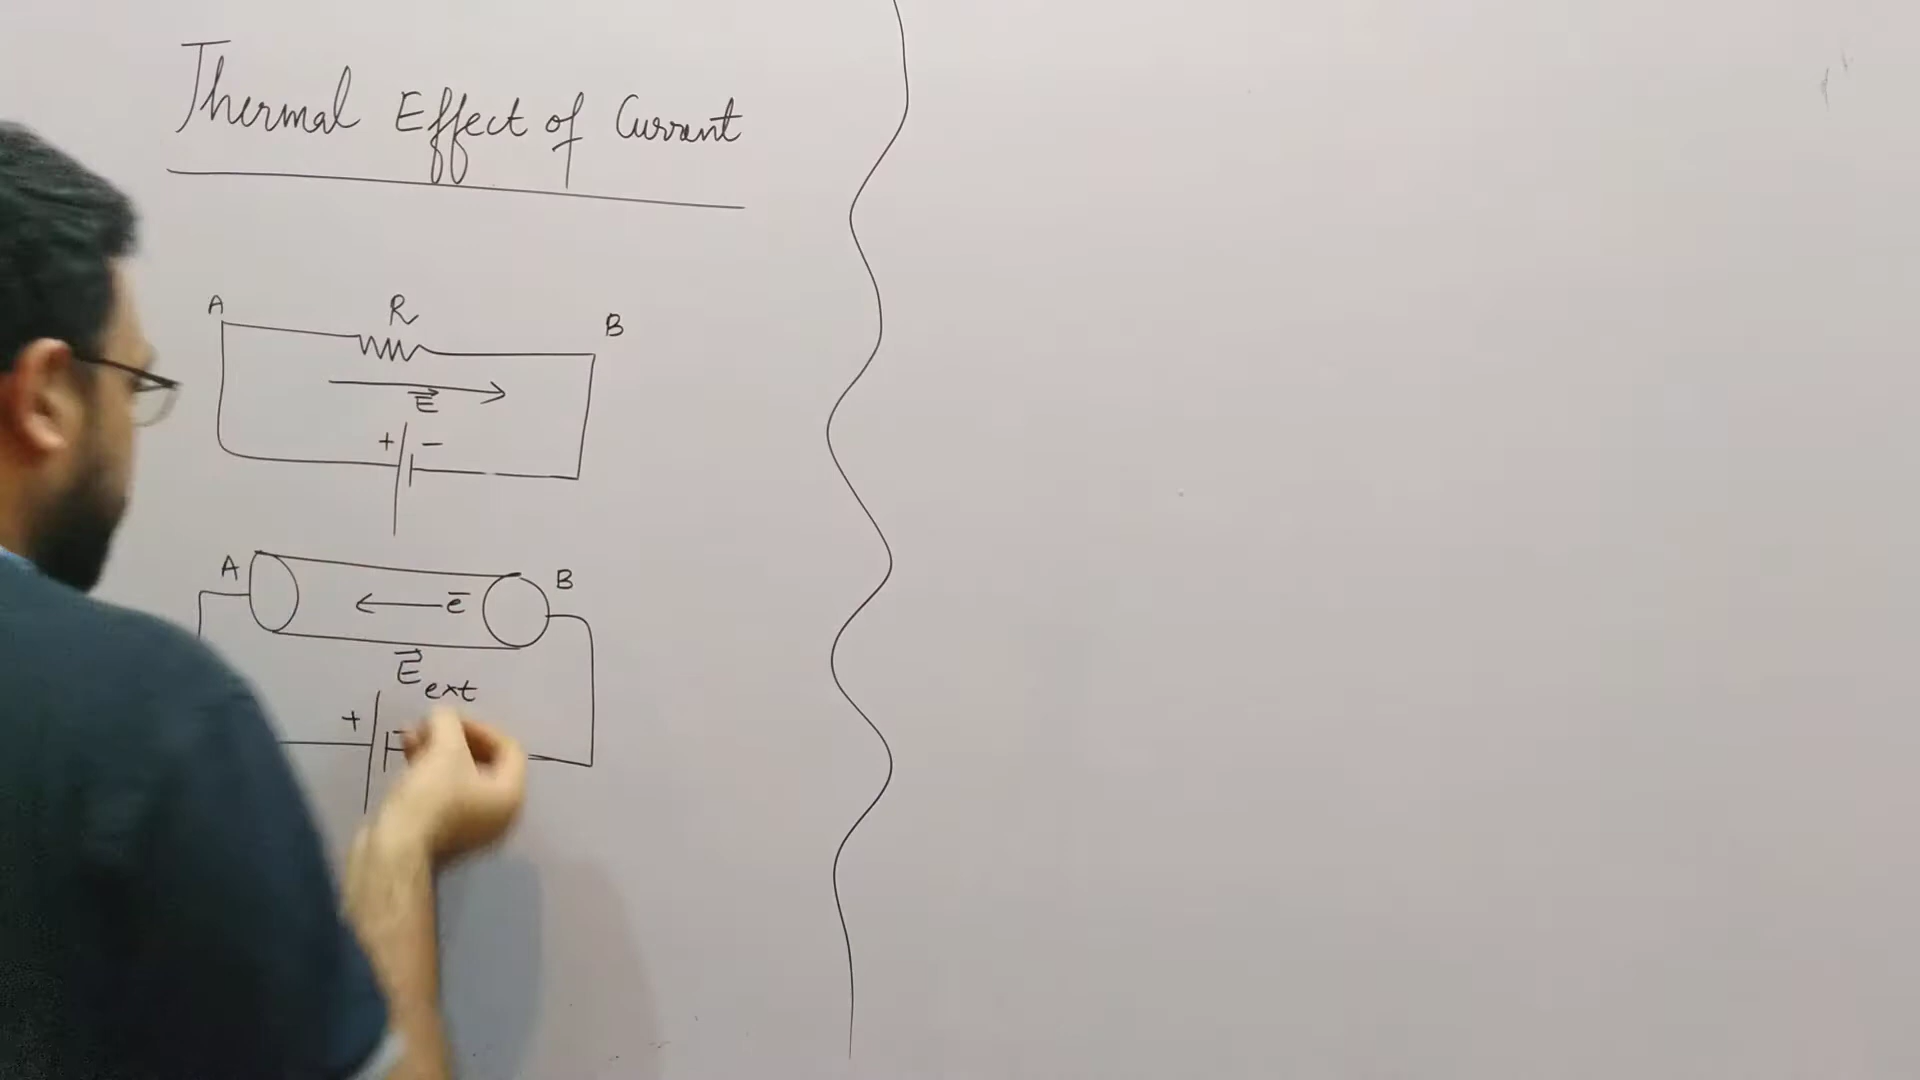 Thermal Effect of Current
A R B
E⃗
+ −
A e̅ B
E⃗ext
+ −